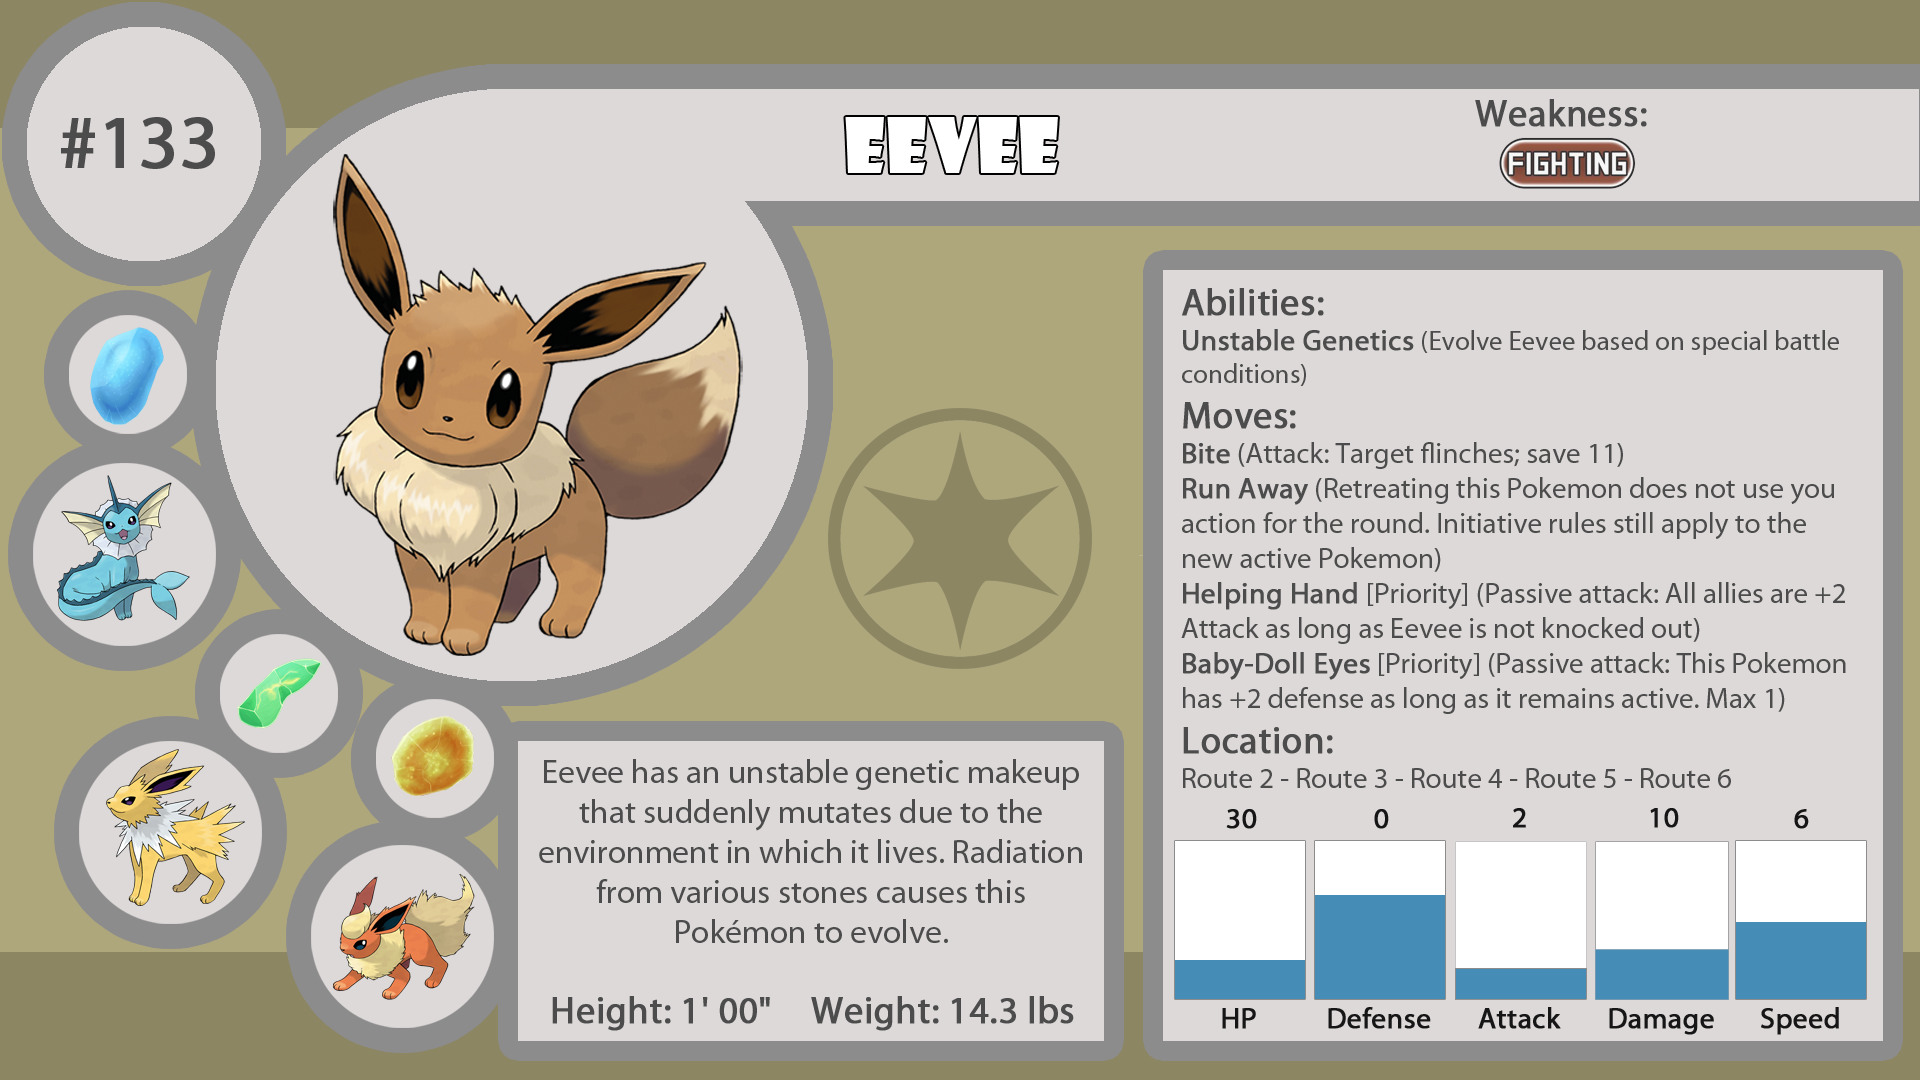 #133
EEVEE
Weakness:
FIGHTING
Abilities:
Unstable Genetics (Evolve Eevee based on special battle
conditions)
Moves:
Bite (Attack: Target flinches; save 11)
Run Away (Retreating this Pokemon does not use you
action for the round. Initiative rules still apply to the
new active Pokemon)
Helping Hand [Priority] (Passive attack: All allies are +2
Attack as long as Eevee is not knocked out)
Baby-Doll Eyes [Priority] (Passive attack: This Pokemon
has +2 defense as long as it remains active. Max 1)
Location:
Route 2 - Route 3 - Route 4 - Route 5 - Route 6
30 0 2 10 6
HP Defense Attack Damage Speed
Eevee has an unstable genetic makeup
that suddenly mutates due to the
environment in which it lives. Radiation
from various stones causes this
Pokémon to evolve.
Height: 1' 00" Weight: 14.3 lbs